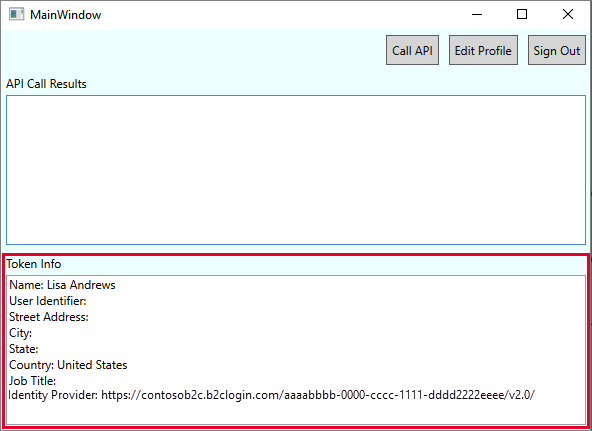 MainWindow
Call API Edit Profile Sign Out
API Call Results
Token Info
Name: Lisa Andrews
User Identifier:
Street Address:
City:
State:
Country: United States
Job Title:
Identity Provider: https://contosob2c.b2clogin.com/aaaabbbb-0000-cccc-1111-dddd2222eeee/v2.0/